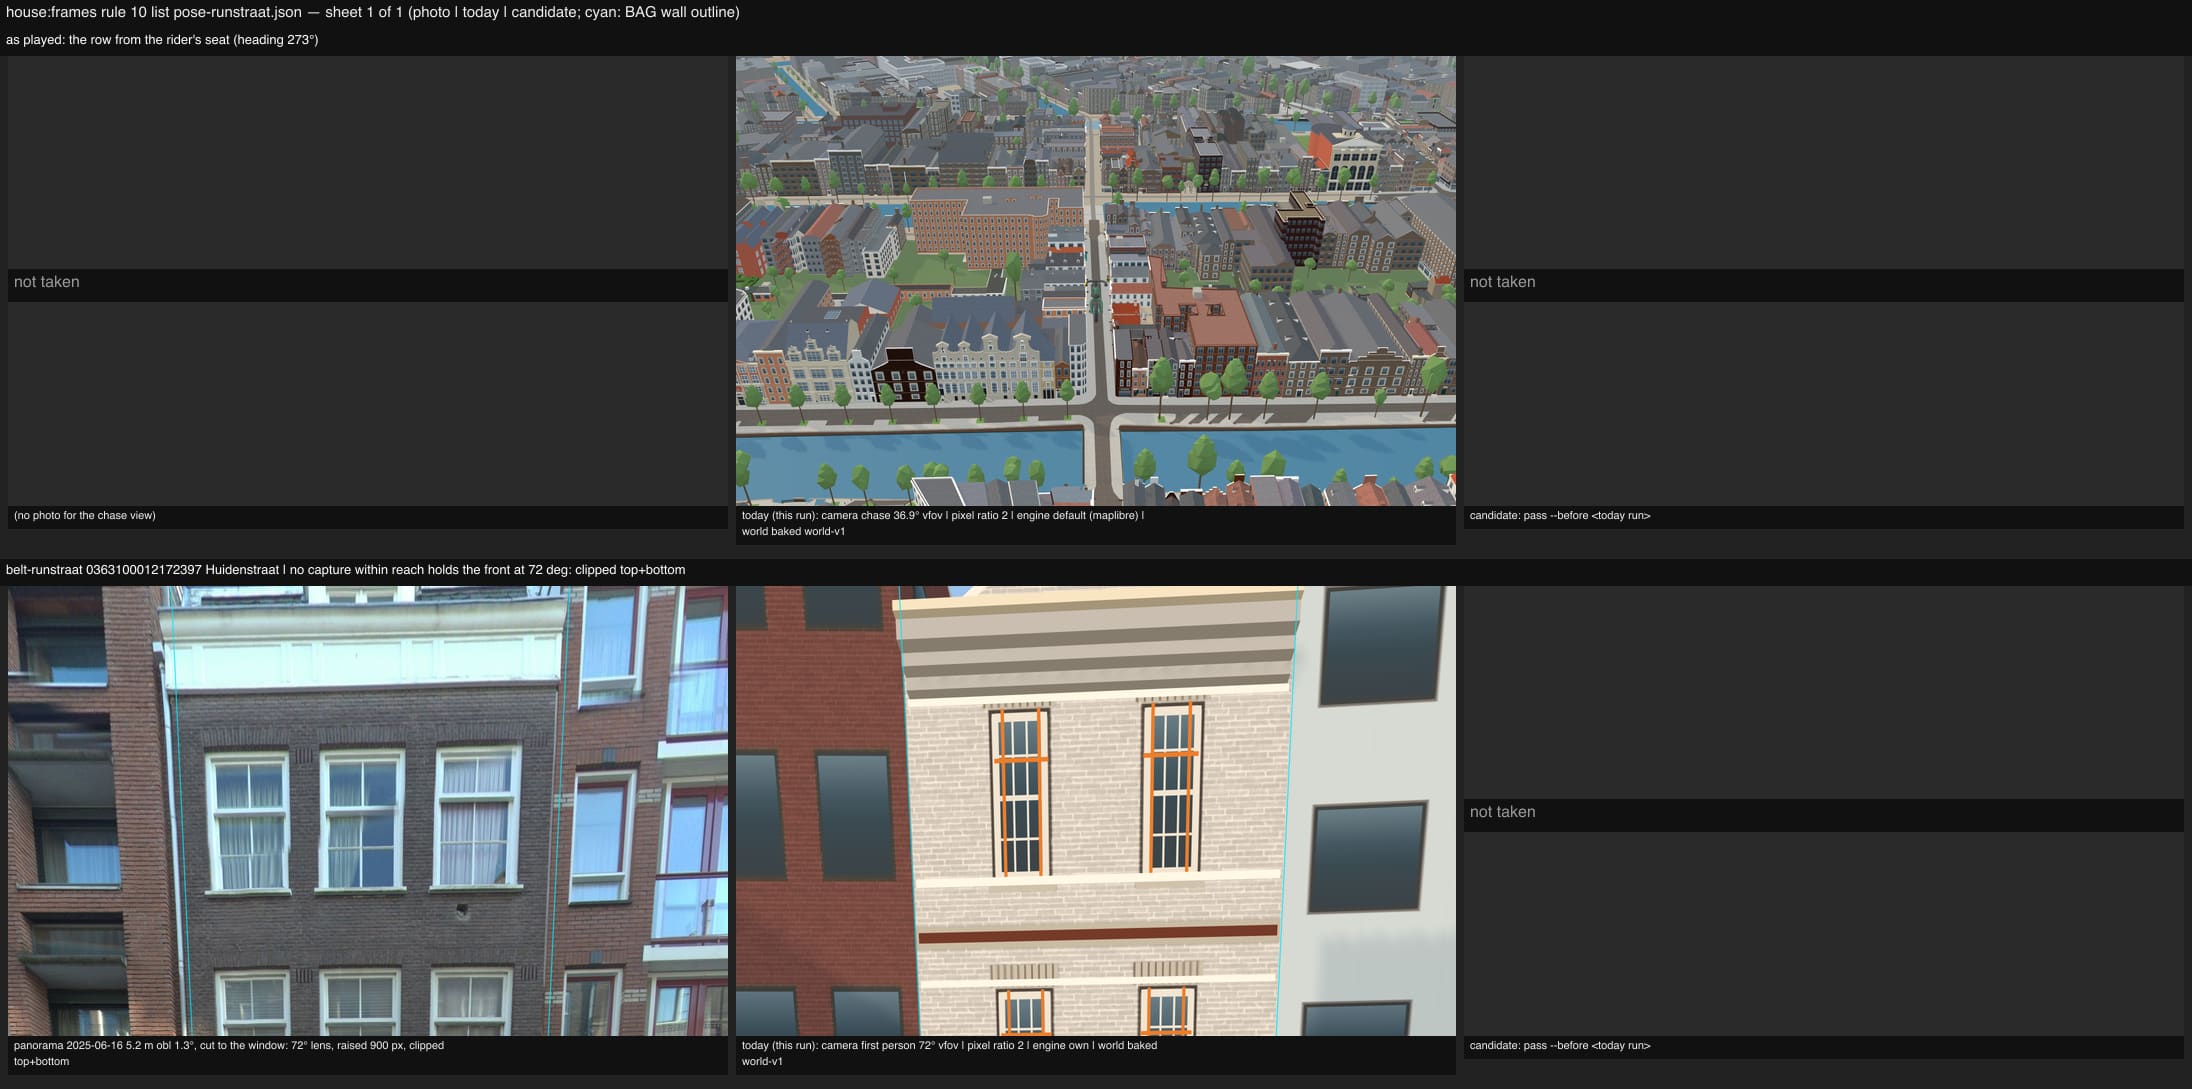 house:frames rule 10 list pose-runstraat.json — sheet 1 of 1 (photo | today | candidate; cyan: BAG wall outline)
as played: the row from the rider's seat (heading 273°)
not taken
not taken
(no photo for the chase view)
today (this run): camera chase 36.9° vfov | pixel ratio 2 | engine default (maplibre) |
world baked world-v1
candidate: pass --before <today run>
belt-runstraat 0363100012172397 Huidenstraat | no capture within reach holds the front at 72 deg: clipped top+bottom
not taken
panorama 2025-06-16 5.2 m obl 1.3°, cut to the window: 72° lens, raised 900 px, clipped
top+bottom
today (this run): camera first person 72° vfov | pixel ratio 2 | engine own | world baked
world-v1
candidate: pass --before <today run>